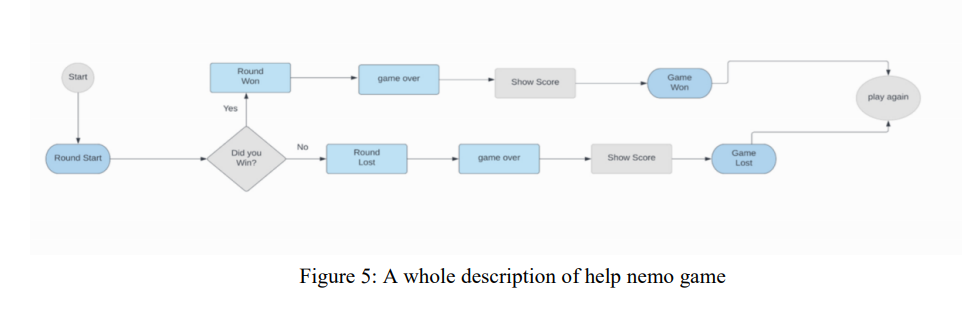 Start
Round Start
Did you
Win?
Yes
Round
Won
game over
Show Score
Game
Won
No
Round
Lost
game over
Show Score
Game
Lost
play again
Figure 5: A whole description of help nemo game